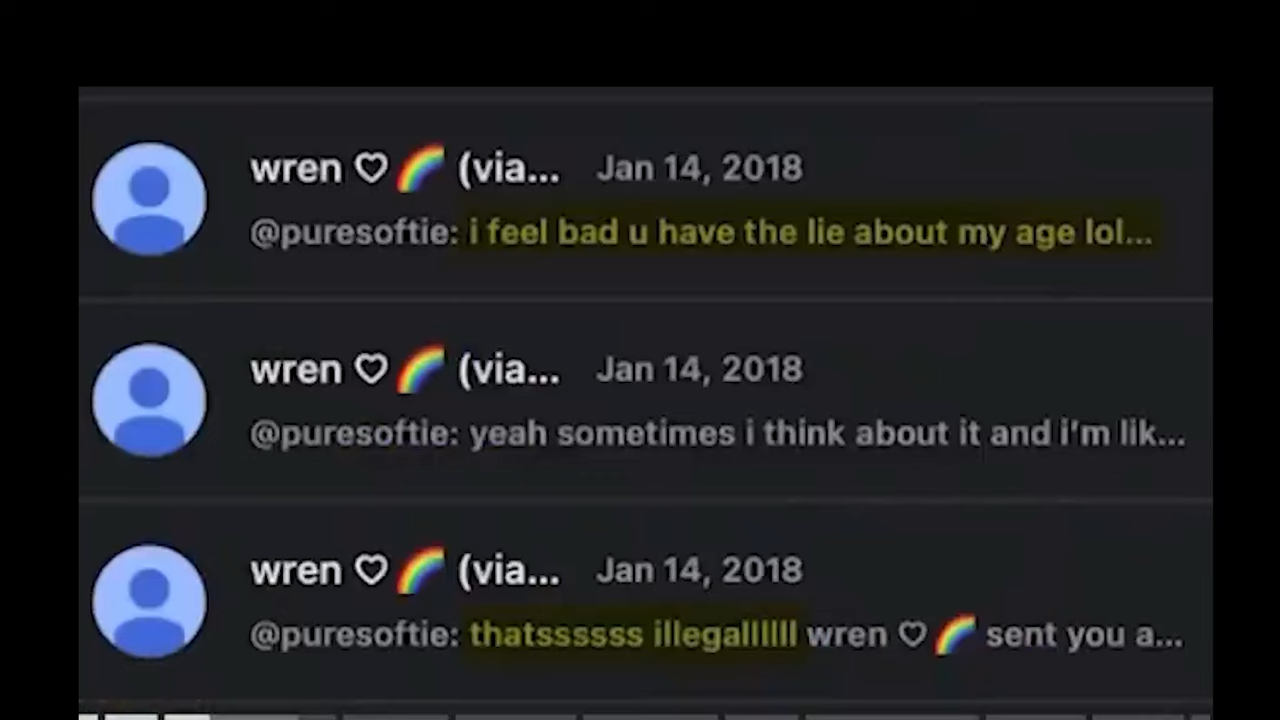 wren ♡ 🌈 (via... Jan 14, 2018
@puresoftie: i feel bad u have the lie about my age lol...
wren ♡ 🌈 (via... Jan 14, 2018
@puresoftie: yeah sometimes i think about it and i'm lik...
wren ♡ 🌈 (via... Jan 14, 2018
@puresoftie: thatssssss illegallllll wren ♡ 🌈 sent you a...